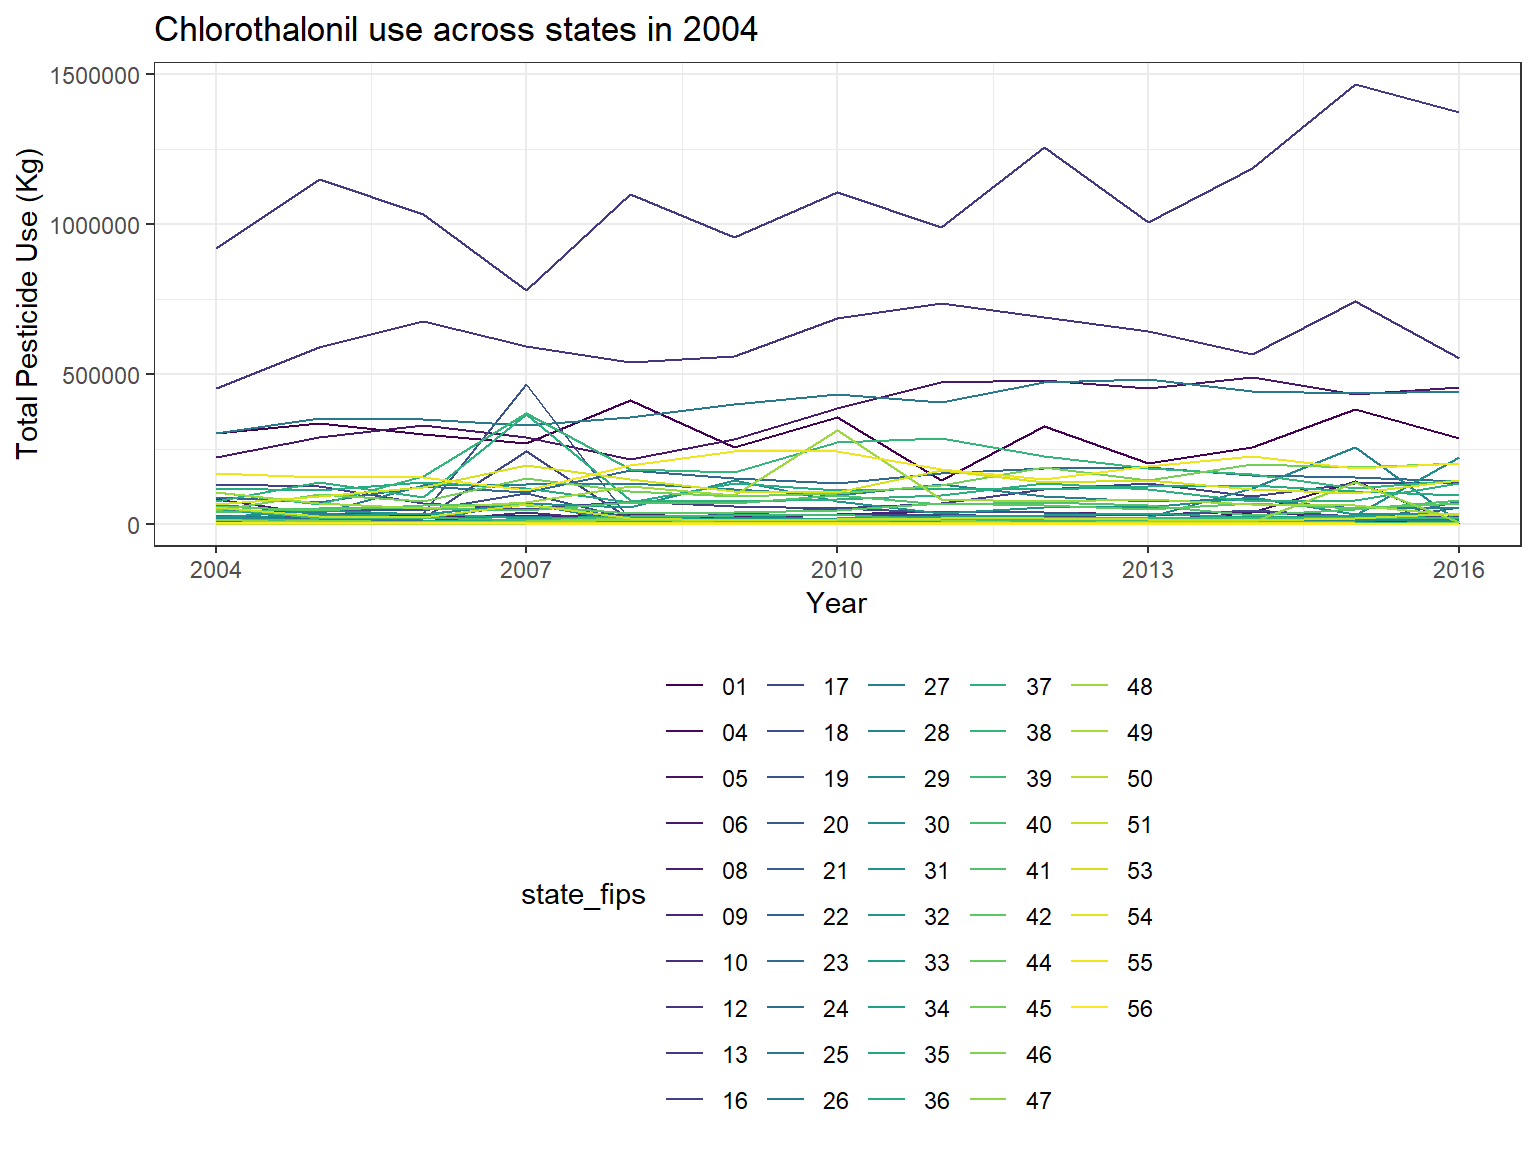 Chlorothalonil use across states in 2004
1500000
1000000
500000
0
Total Pesticide Use (Kg)
2004 2007 2010 2013 2016
Year
state_fips
01 17 27 37 48
04 18 28 38 49
05 19 29 39 50
06 20 30 40 51
08 21 31 41 53
09 22 32 42 54
10 23 33 44 55
12 24 34 45 56
13 25 35 46
16 26 36 47